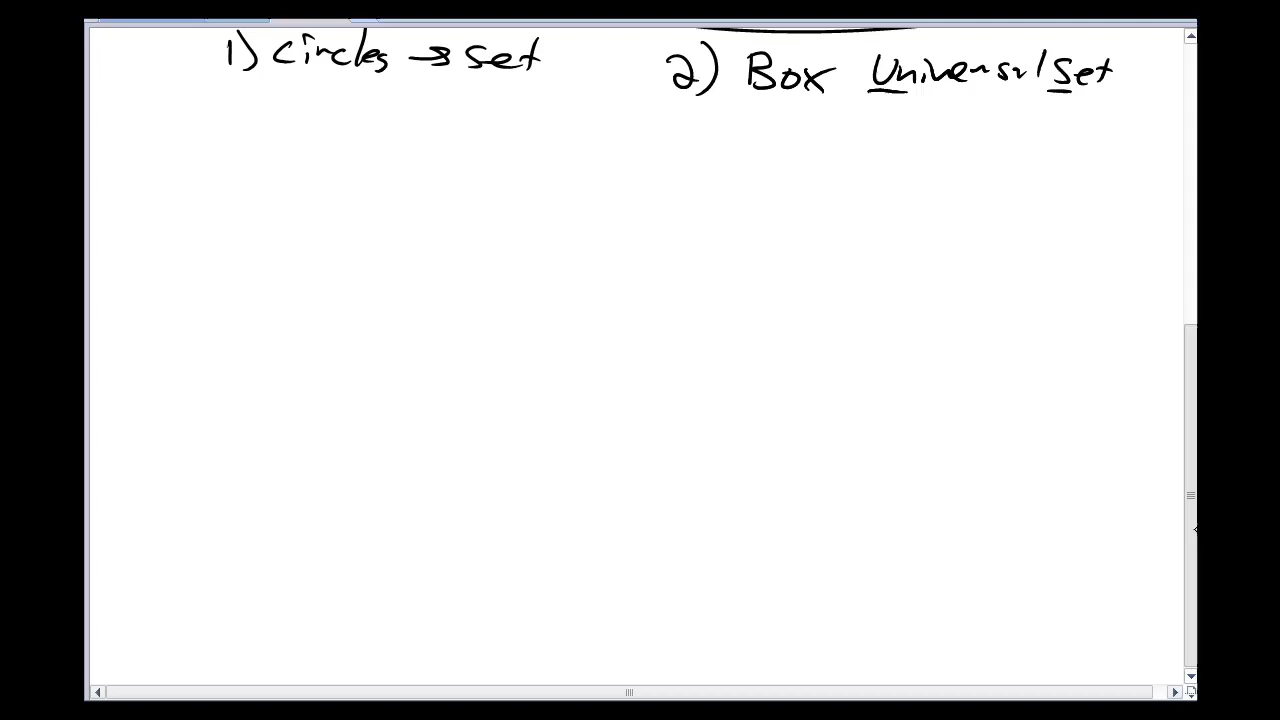 1) Circles → Set
2) Box Universal Set